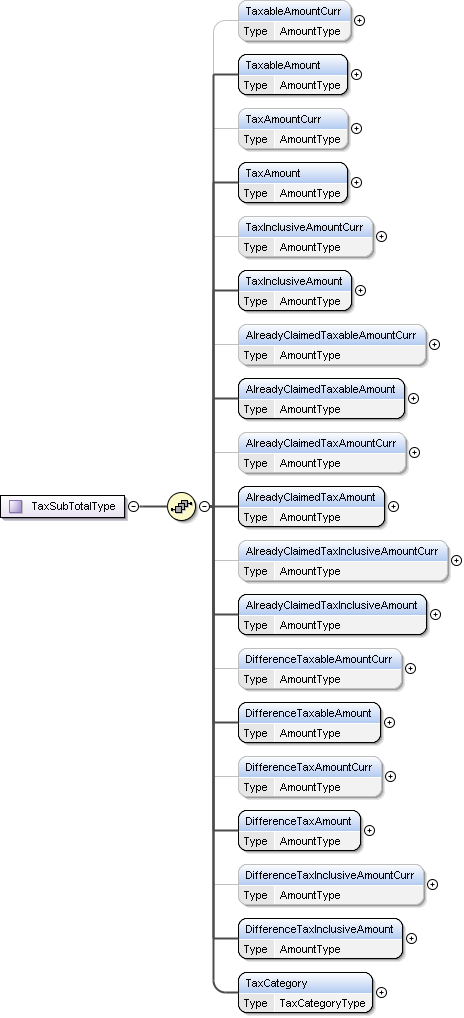 TaxableAmountCurr
Type AmountType
TaxableAmount
Type AmountType
TaxAmountCurr
Type AmountType
TaxAmount
Type AmountType
TaxInclusiveAmountCurr
Type AmountType
TaxInclusiveAmount
Type AmountType
AlreadyClaimedTaxableAmountCurr
Type AmountType
AlreadyClaimedTaxableAmount
Type AmountType
AlreadyClaimedTaxAmountCurr
Type AmountType
TaxSubTotalType
AlreadyClaimedTaxAmount
Type AmountType
AlreadyClaimedTaxInclusiveAmountCurr
Type AmountType
AlreadyClaimedTaxInclusiveAmount
Type AmountType
DifferenceTaxableAmountCurr
Type AmountType
DifferenceTaxableAmount
Type AmountType
DifferenceTaxAmountCurr
Type AmountType
DifferenceTaxAmount
Type AmountType
DifferenceTaxInclusiveAmountCurr
Type AmountType
DifferenceTaxInclusiveAmount
Type AmountType
TaxCategory
Type TaxCategoryType